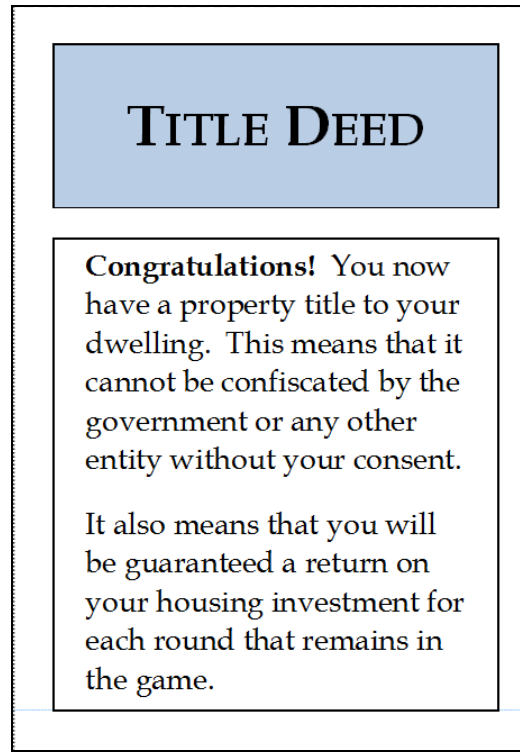 TITLE DEED
Congratulations!  You now
have a property title to your
dwelling.  This means that it
cannot be confiscated by the
government or any other
entity without your consent.
It also means that you will
be guaranteed a return on
your housing investment for
each round that remains in
the game.